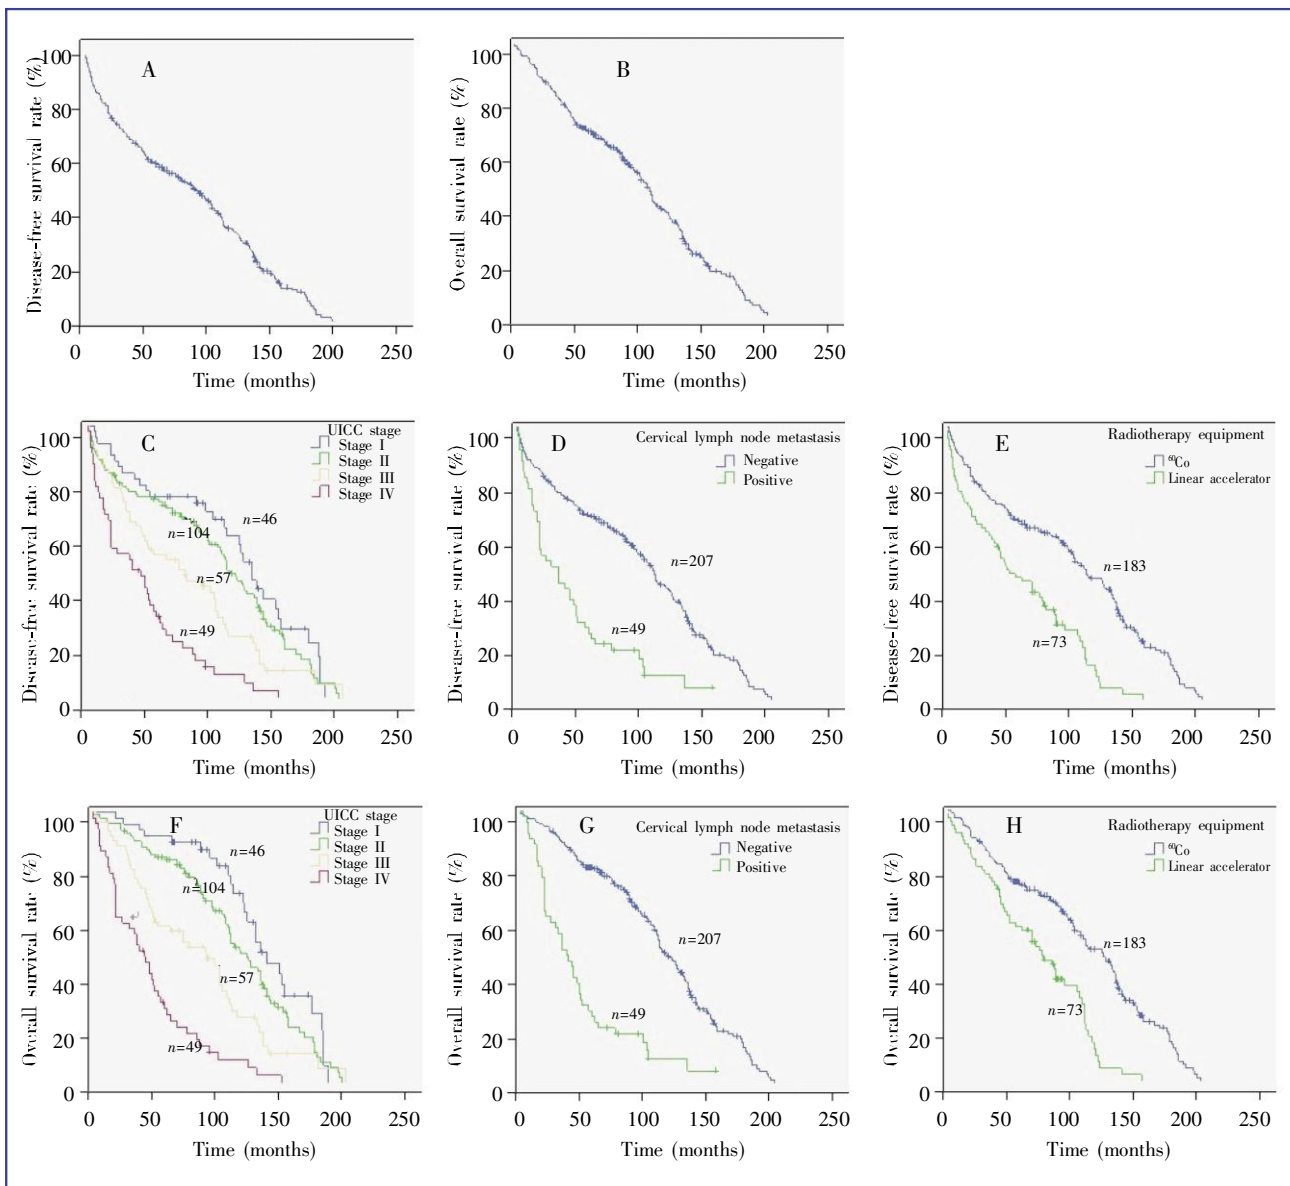 A
Disease-free survival rate (%)
100
80
60
40
20
0
0 50 100 150 200 250
Time (months)
B
Overall survival rate (%)
100
80
60
40
20
0
0 50 100 150 200 250
Time (months)
C
UICC stage
Stage I
Stage II
Stage III
Stage IV
n=46
n=104
n=57
n=49
Disease-free survival rate (%)
100
80
60
40
20
0
0 50 100 150 200 250
Time (months)
D
Cervical lymph node metastasis
Negative
Positive
n=207
n=49
Disease-free survival rate (%)
100
80
60
40
20
0
0 50 100 150 200 250
Time (months)
E
Radiotherapy equipment
⁶⁰Co
Linear accelerator
n=183
n=73
Disease-free survival rate (%)
100
80
60
40
20
0
0 50 100 150 200 250
Time (months)
F
UICC stage
Stage I
Stage II
Stage III
Stage IV
n=46
n=104
n=57
n=49
Overall survival rate (%)
100
80
60
40
20
0
0 50 100 150 200 250
Time (months)
G
Cervical lymph node metastasis
Negative
Positive
n=207
n=49
Overall survival rate (%)
100
80
60
40
20
0
0 50 100 150 200 250
Time (months)
H
Radiotherapy equipment
⁶⁰Co
Linear accelerator
n=183
n=73
Overall survival rate (%)
100
80
60
40
20
0
0 50 100 150 200 250
Time (months)